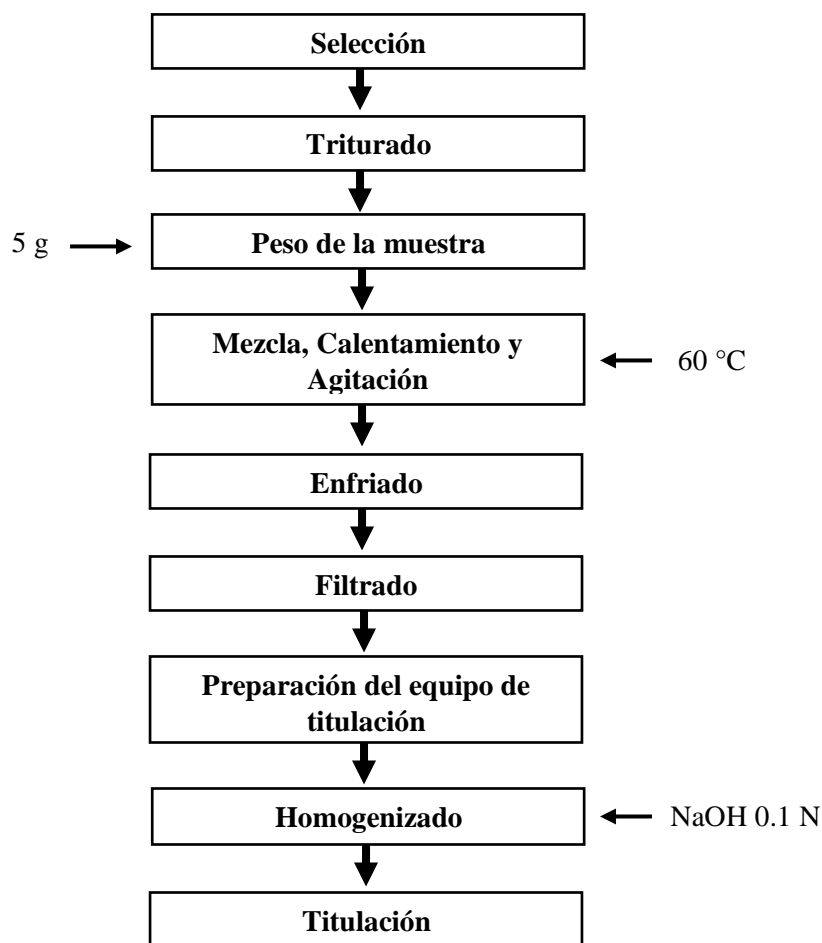 Selección
Triturado
5 g
Peso de la muestra
Mezcla, Calentamiento y
Agitación
60 °C
Enfriado
Filtrado
Preparación del equipo de
titulación
Homogenizado
NaOH 0.1 N
Titulación